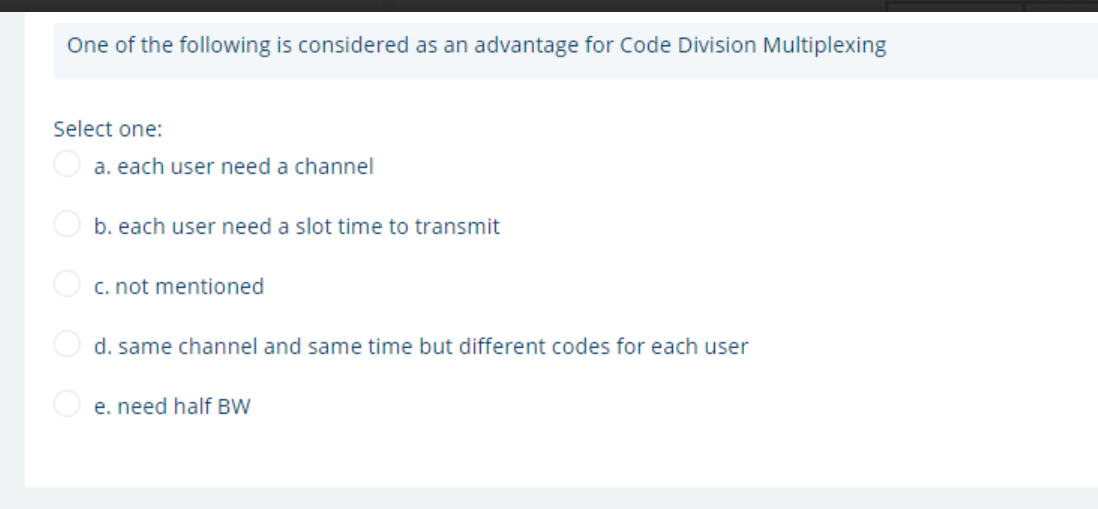 One of the following is considered as an advantage for Code Division Multiplexing
Select one:
a. each user need a channel
b. each user need a slot time to transmit
c. not mentioned
d. same channel and same time but different codes for each user
e. need half BW